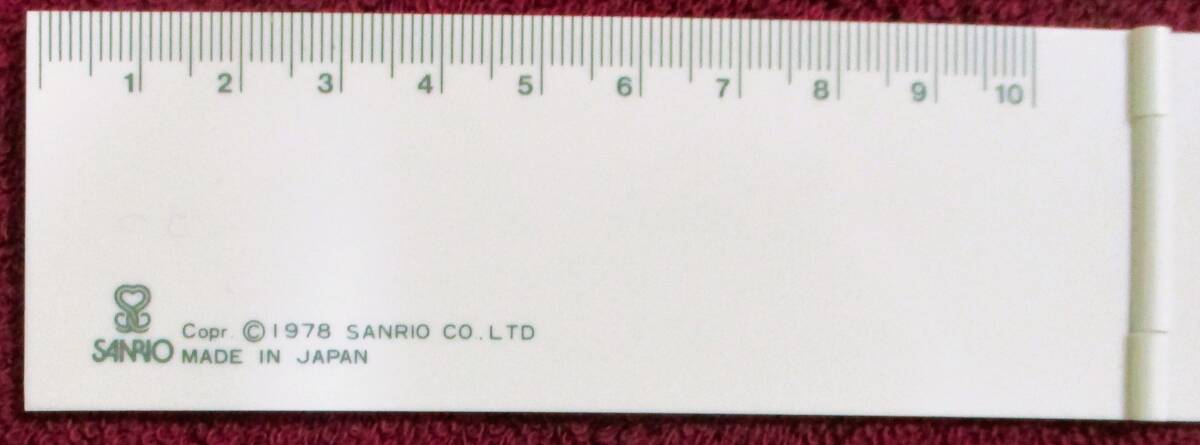 1 2 3 4 5 6 7 8 9 10
SANRIO Copr. ©1978 SANRIO CO., LTD
MADE IN JAPAN